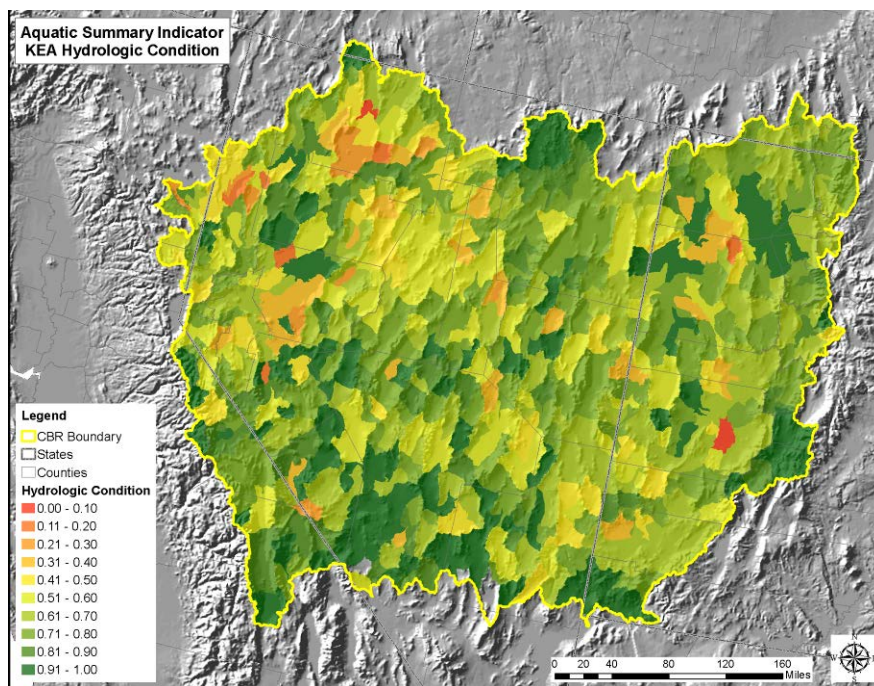 Aquatic Summary Indicator
KEA Hydrologic Condition
Legend
CBR Boundary
States
Counties
Hydrologic Condition
0.00 - 0.10
0.11 - 0.20
0.21 - 0.30
0.31 - 0.40
0.41 - 0.50
0.51 - 0.60
0.61 - 0.70
0.71 - 0.80
0.81 - 0.90
0.91 - 1.00
0 20 40 80 120 160
Miles
N
W E
S